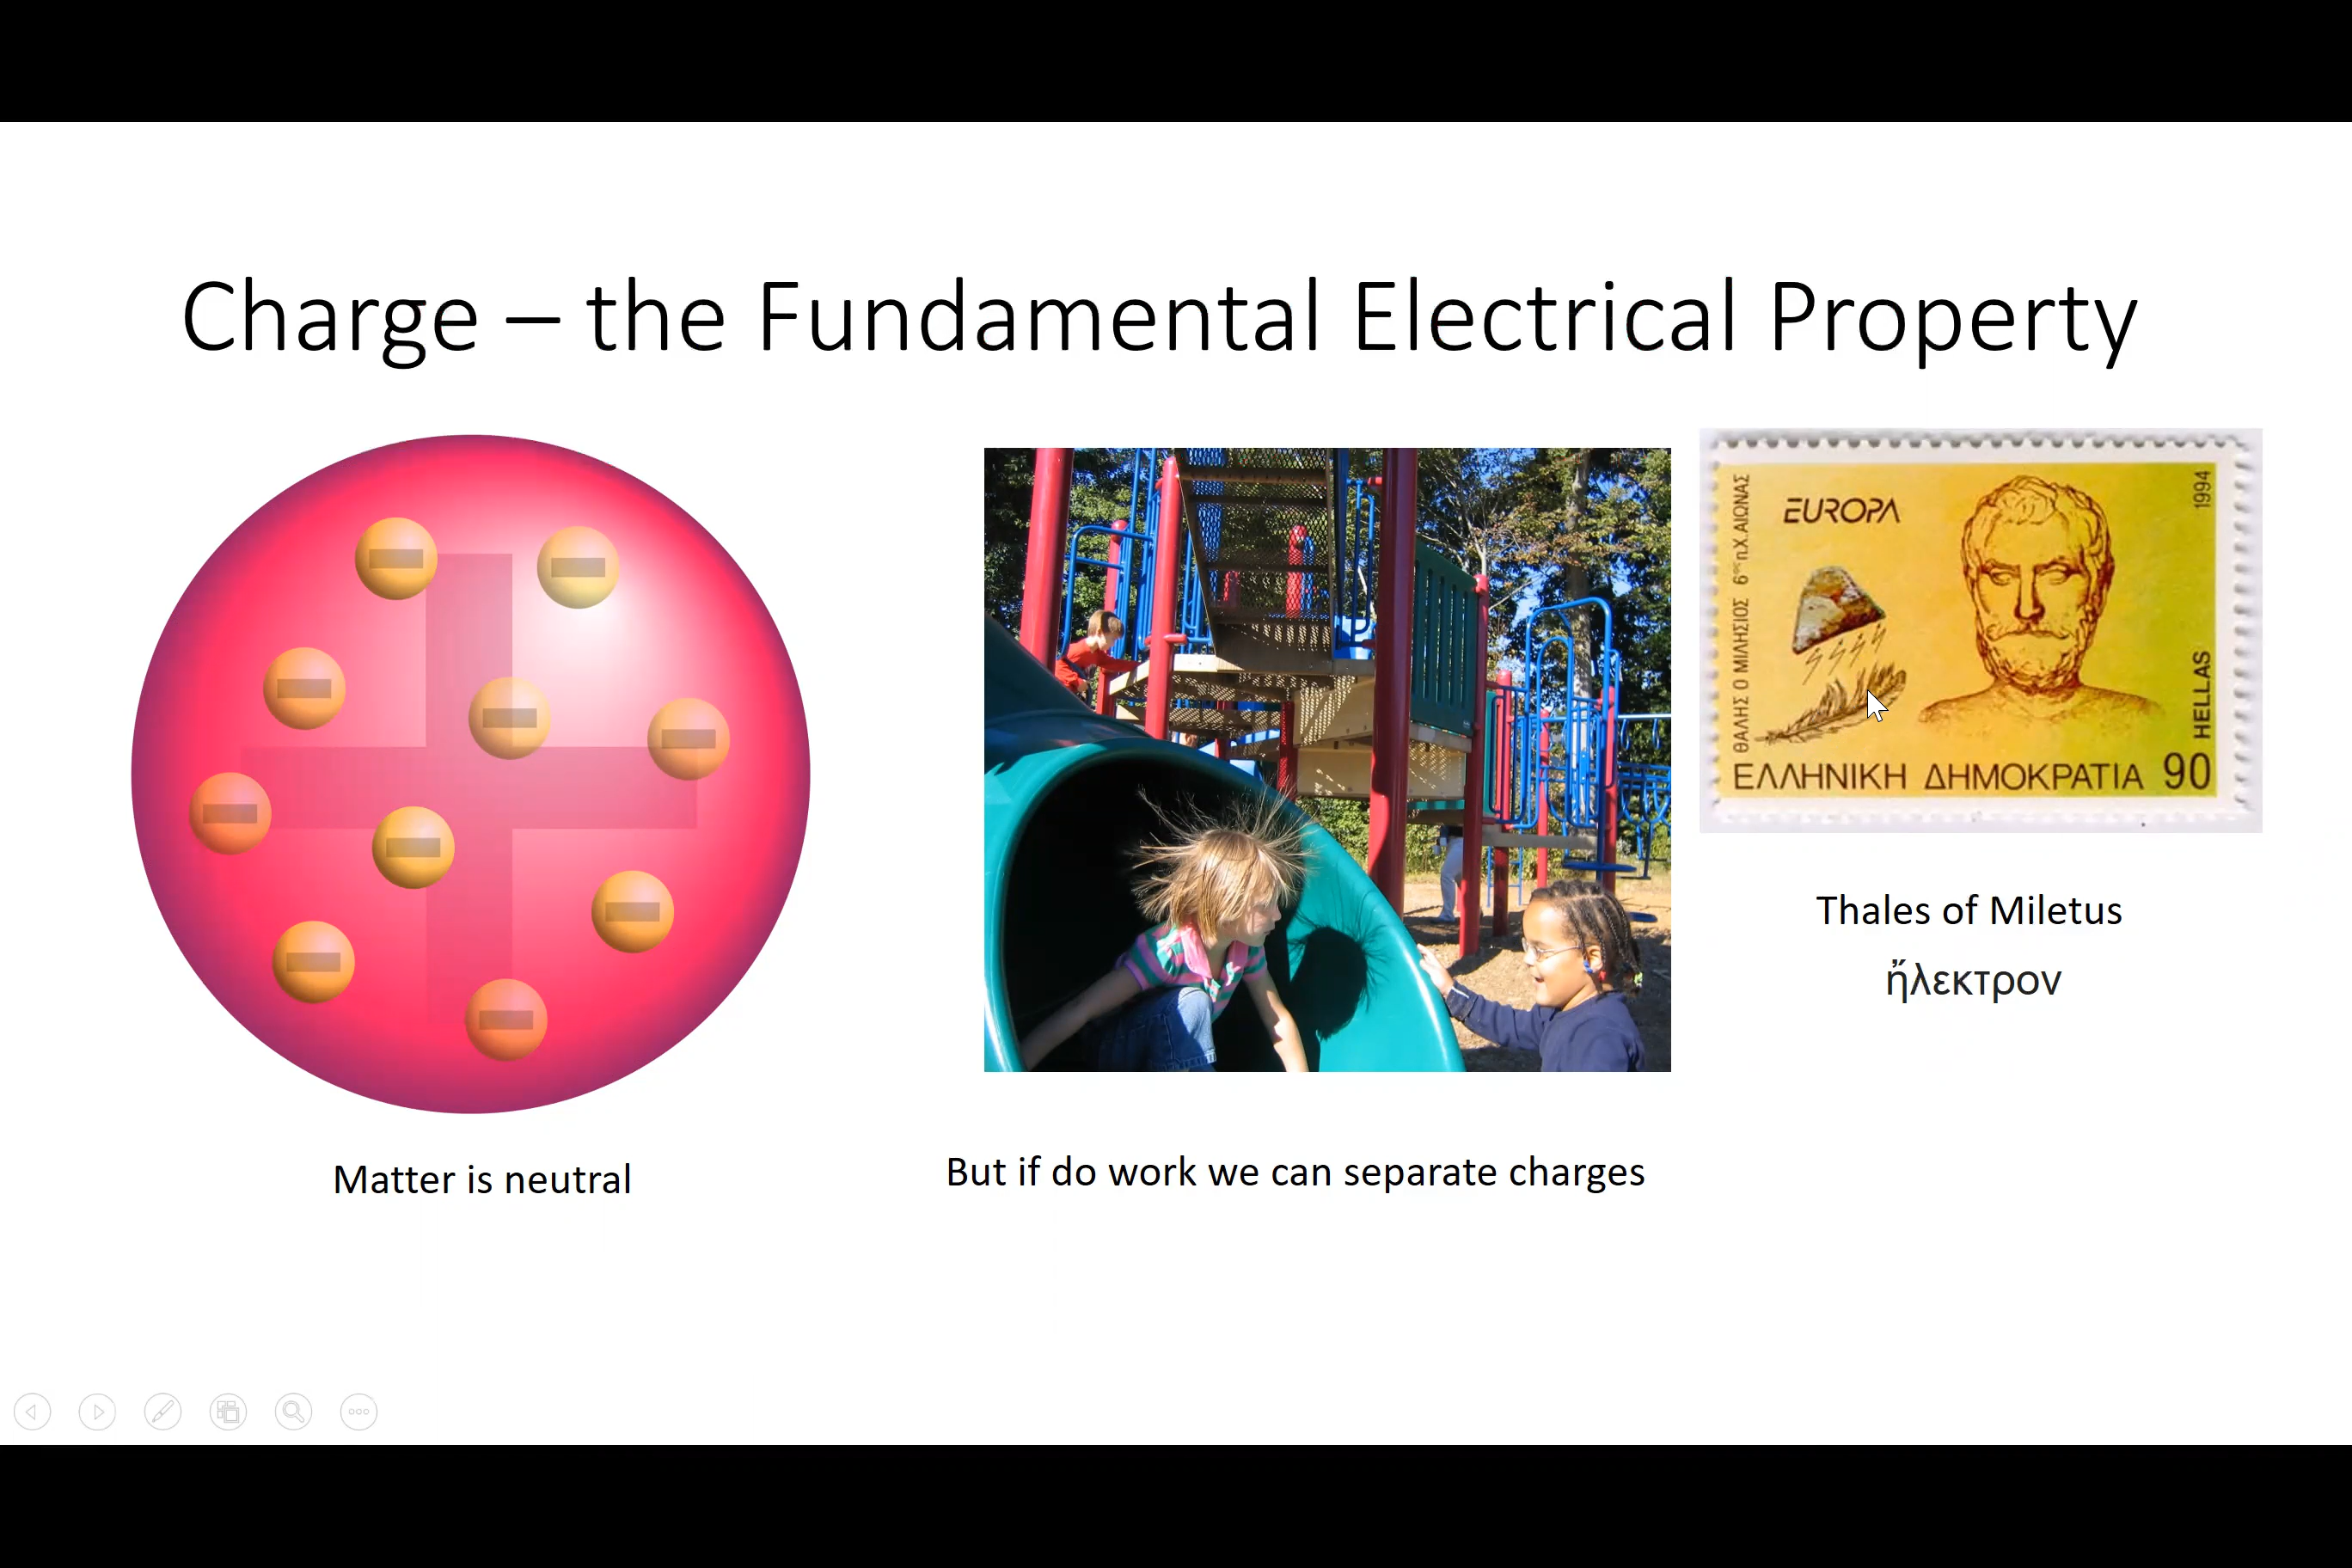 Charge – the Fundamental Electrical Property
Matter is neutral
But if do work we can separate charges
ΘΑΛΗΣ Ο ΜΙΛΗΣΙΟΣ 6ος π.Χ. ΑΙΩΝΑΣ
EUROPA
1994
HELLAS
ΕΛΛΗΝΙΚΗ ΔΗΜΟΚΡΑΤΙΑ 90
Thales of Miletus
ἤλεκτρον